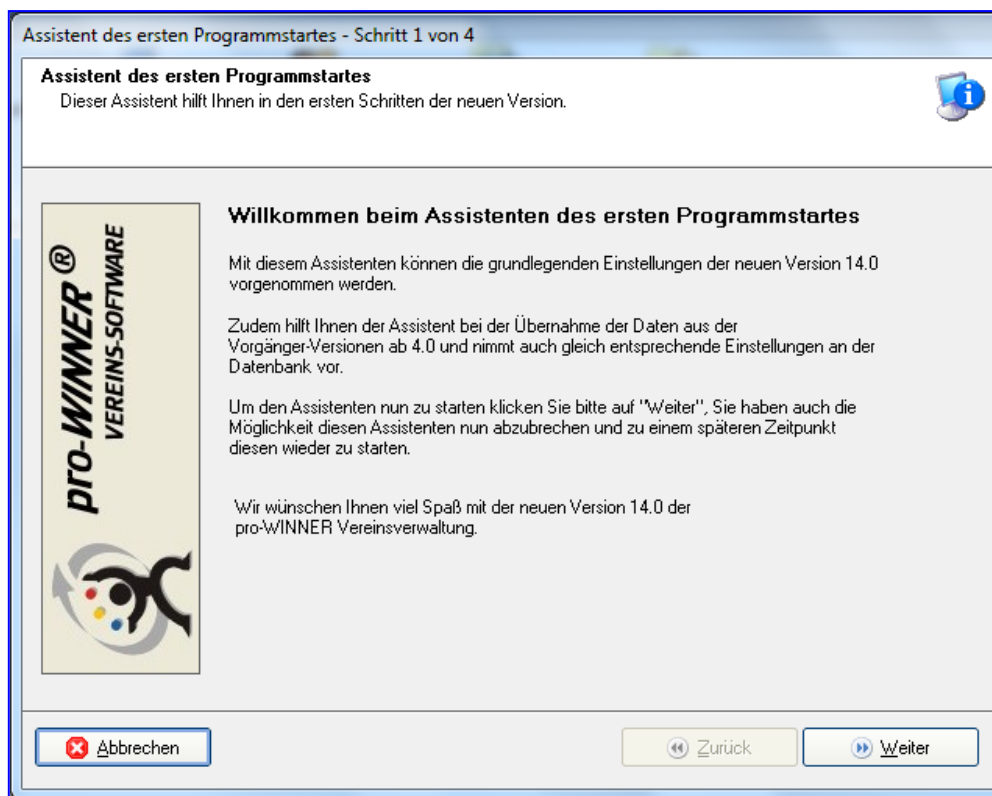 Assistent des ersten Programmstartes - Schritt 1 von 4
Assistent des ersten Programmstartes
Dieser Assistent hilft Ihnen in den ersten Schritten der neuen Version.
pro-WINNER ®
VEREINS-SOFTWARE
Willkommen beim Assistenten des ersten Programmstartes
Mit diesem Assistenten können die grundlegenden Einstellungen der neuen Version 14.0
vorgenommen werden.
Zudem hilft Ihnen der Assistent bei der Übernahme der Daten aus der
Vorgänger-Versionen ab 4.0 und nimmt auch gleich entsprechende Einstellungen an der
Datenbank vor.
Um den Assistenten nun zu starten klicken Sie bitte auf "Weiter", Sie haben auch die
Möglichkeit diesen Assistenten nun abzubrechen und zu einem späteren Zeitpunkt
diesen wieder zu starten.
Wir wünschen Ihnen viel Spaß mit der neuen Version 14.0 der
pro-WINNER Vereinsverwaltung.
Abbrechen
Zurück
Weiter